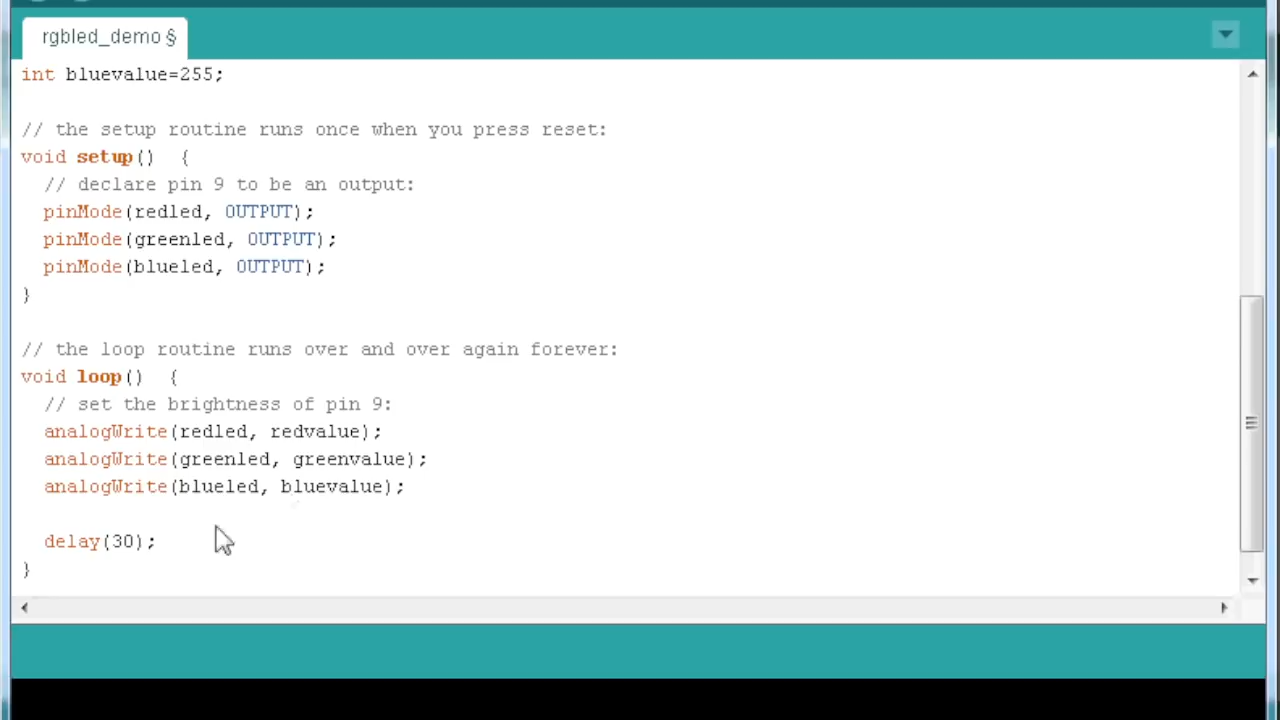 rgbled_demo §
int bluevalue=255;
// the setup routine runs once when you press reset:
void setup()  {
  // declare pin 9 to be an output:
  pinMode(redled, OUTPUT);
  pinMode(greenled, OUTPUT);
  pinMode(blueled, OUTPUT);
}
// the loop routine runs over and over again forever:
void loop()  {
  // set the brightness of pin 9:
  analogWrite(redled, redvalue);
  analogWrite(greenled, greenvalue);
  analogWrite(blueled, bluevalue);
  delay(30);
}